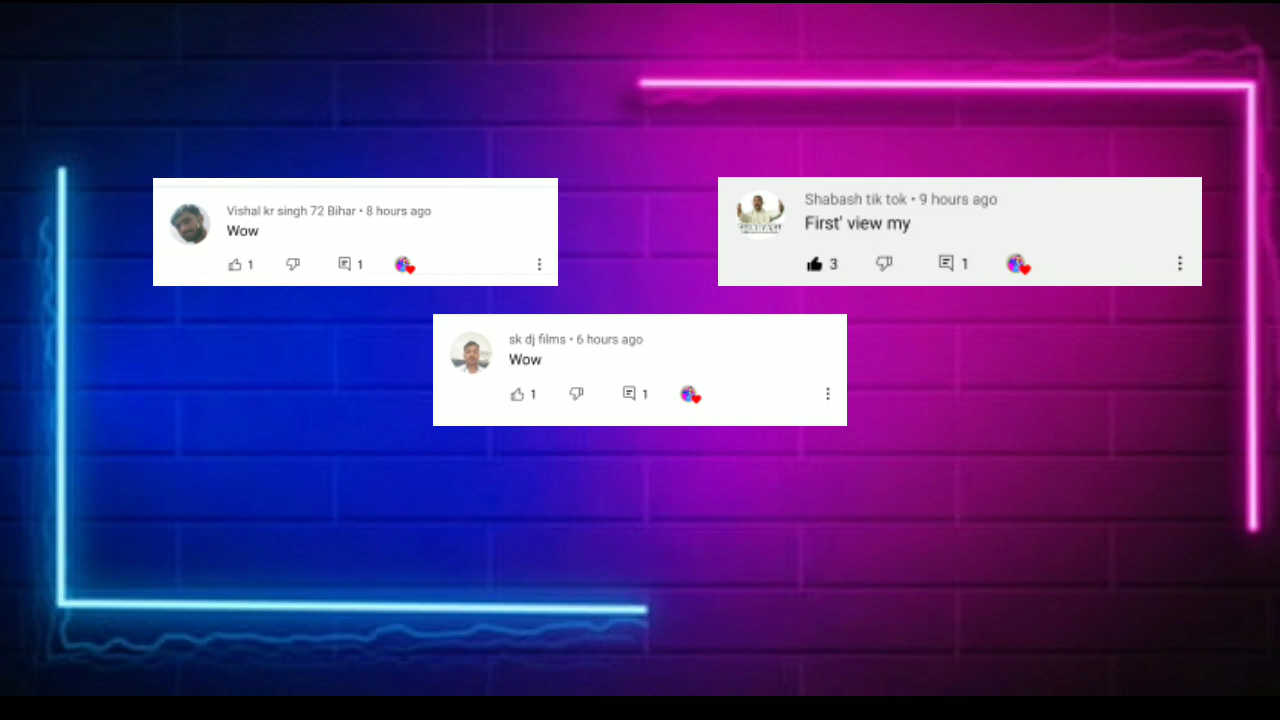 Vishal kr singh 72 Bihar • 8 hours ago
Wow
1 1
Shabash tik tok • 9 hours ago
First' view my
3 1
sk dj films • 6 hours ago
Wow
1 1